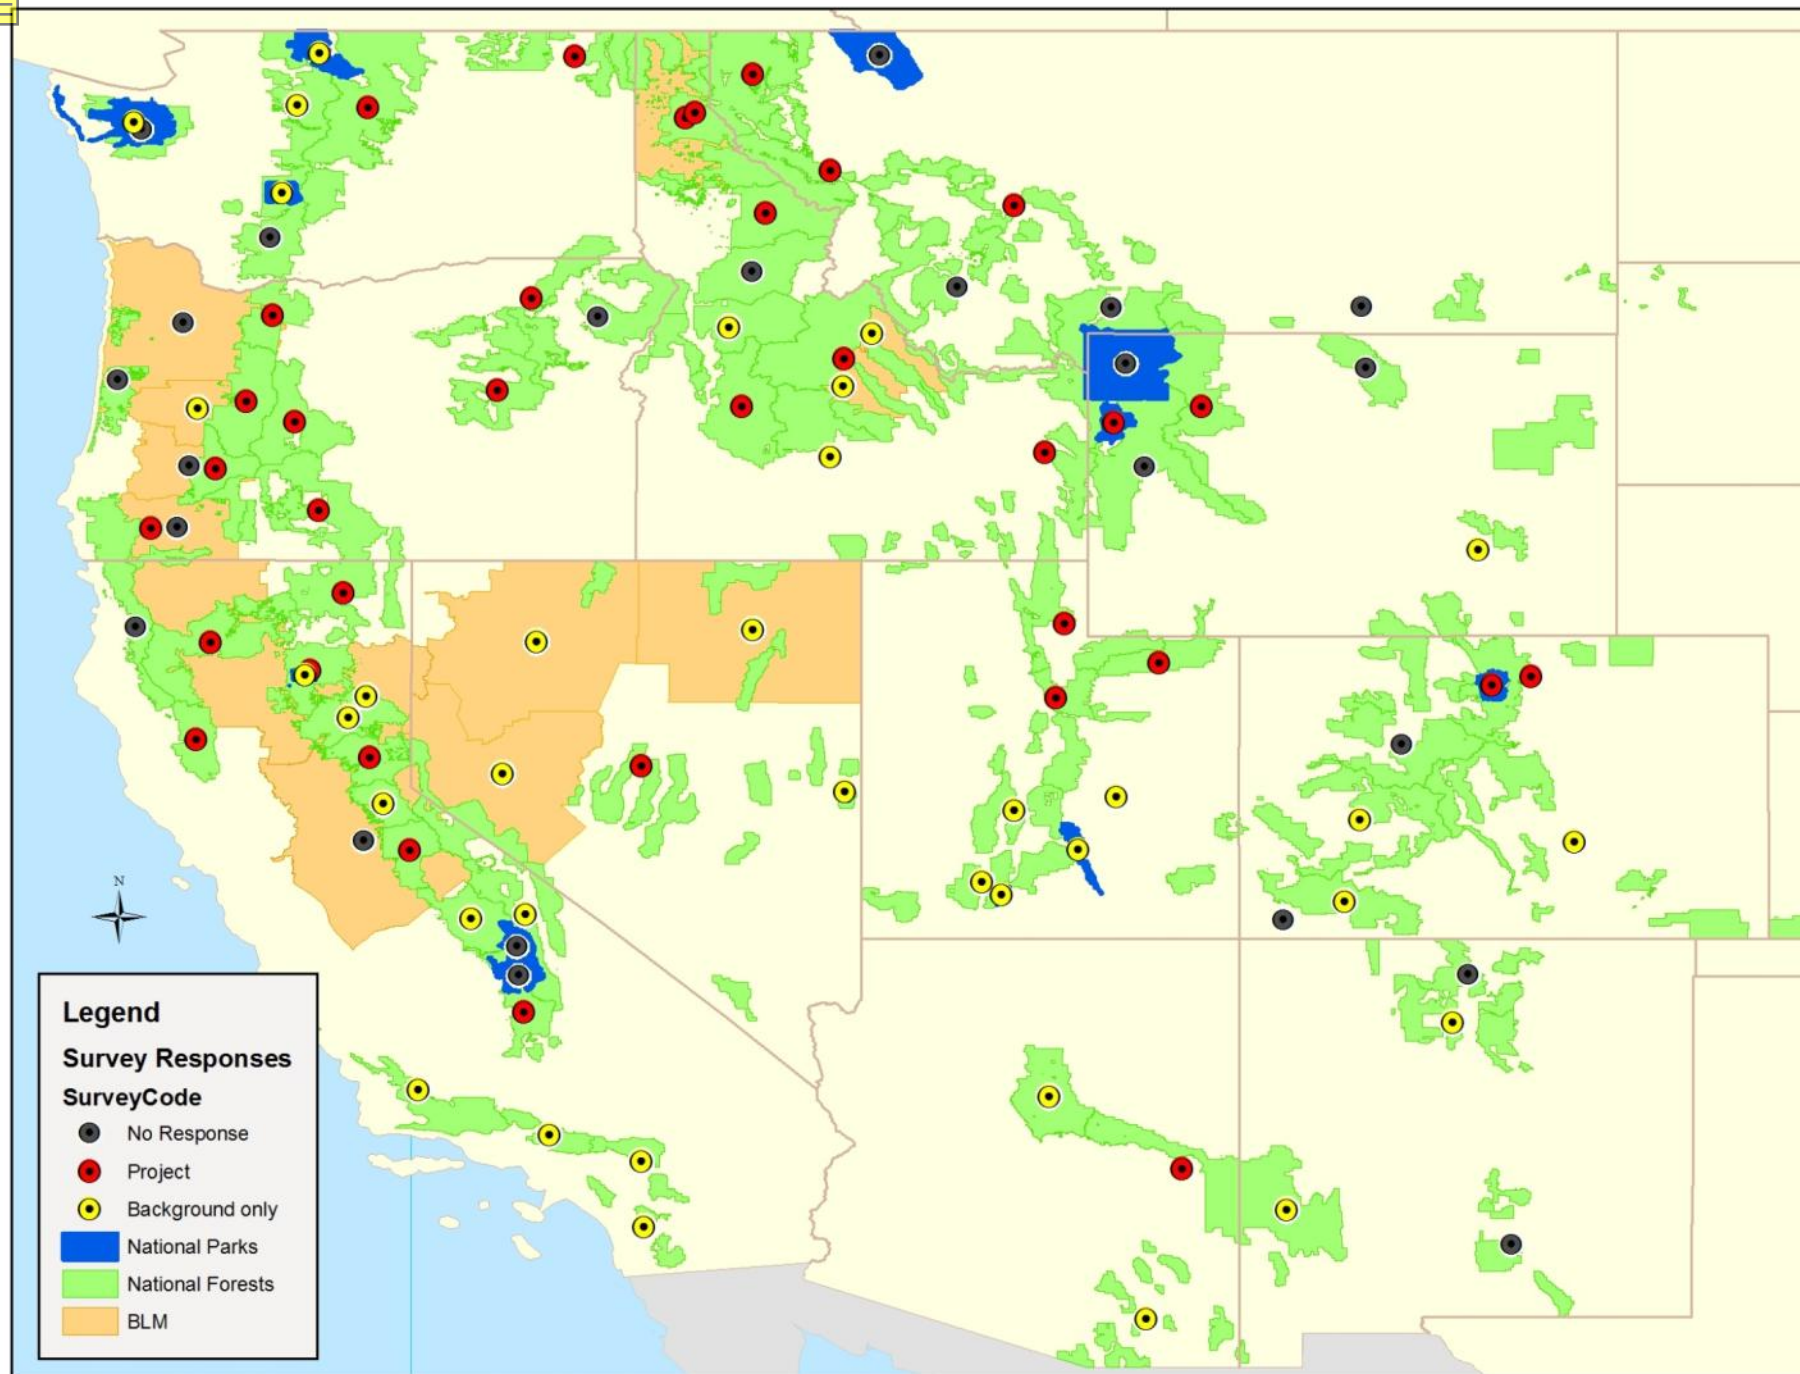 N
Legend
Survey Responses
SurveyCode
No Response
Project
Background only
National Parks
National Forests
BLM